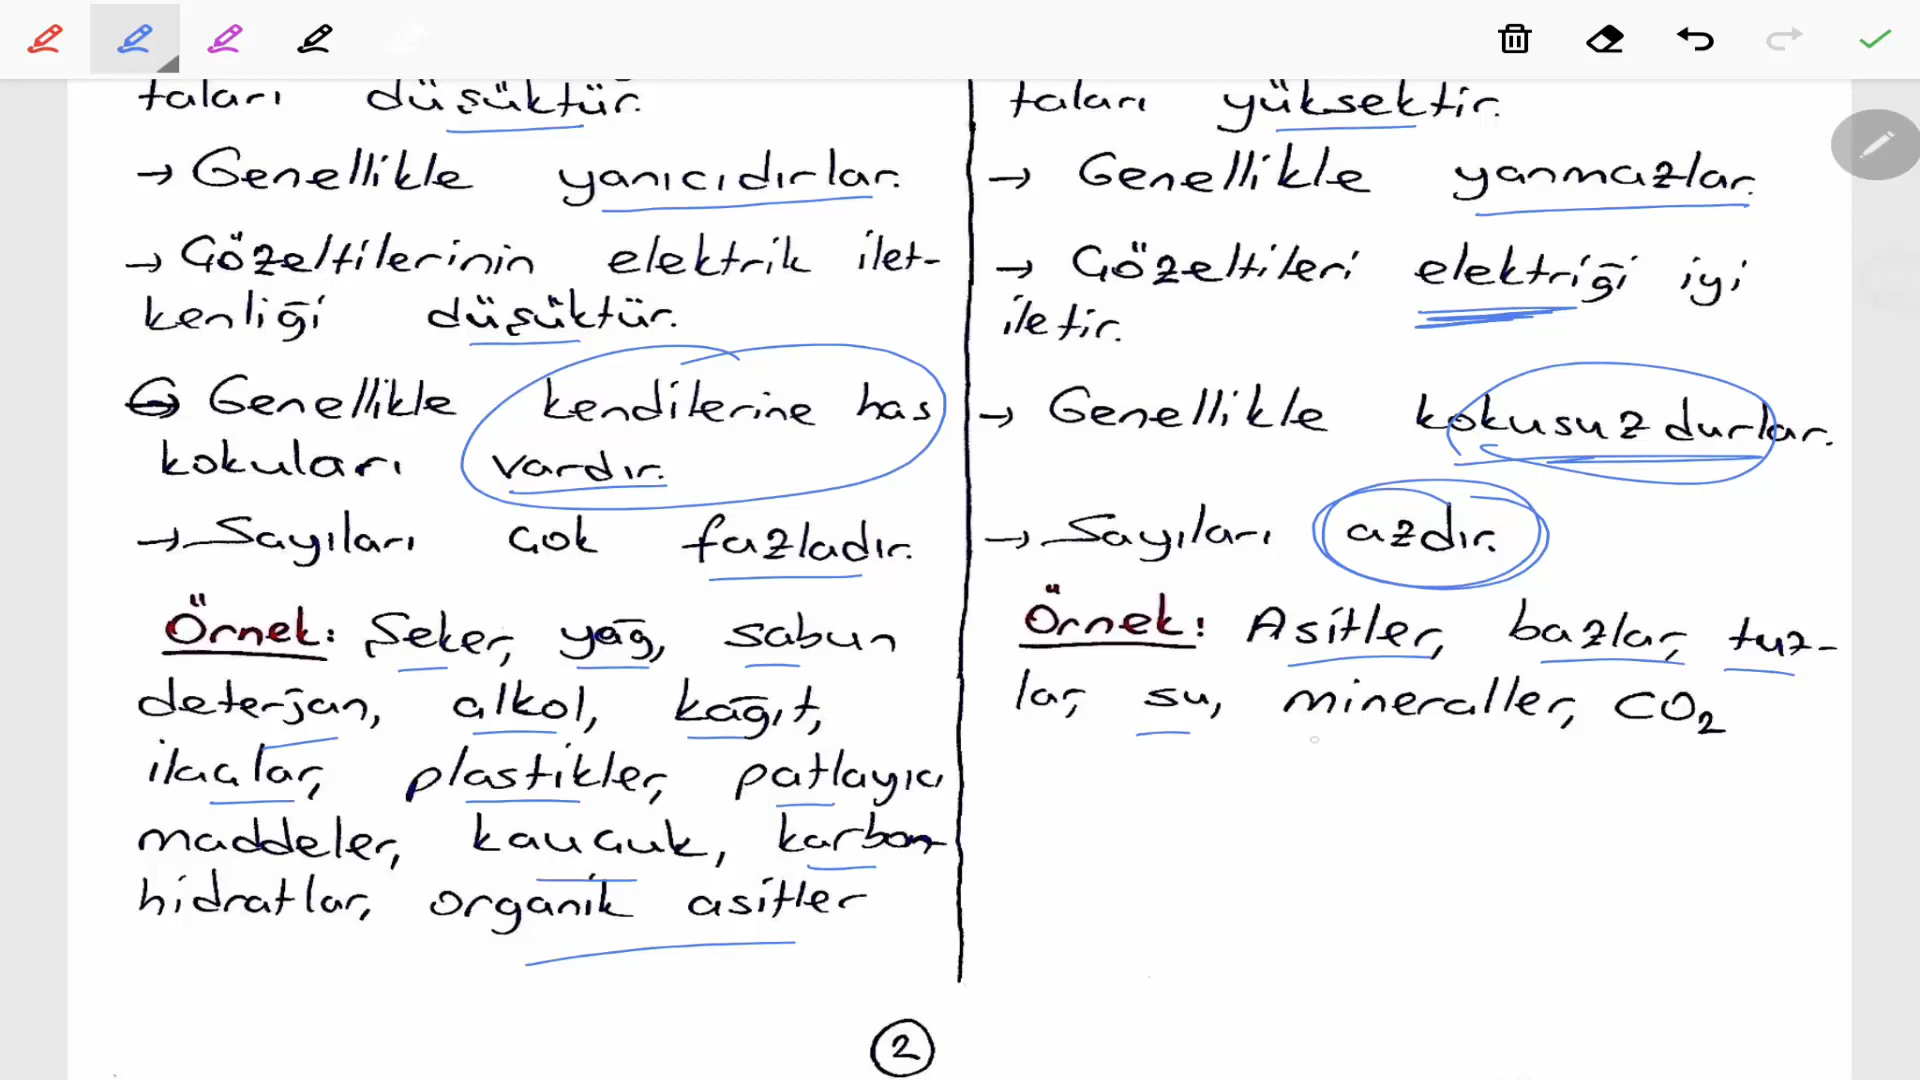 taları düşüktür.
→ Genellikle yanıcıdırlar.
→ Çözeltilerinin elektrik ilet-
kenliği düşüktür.
→ Genellikle kendilerine has
kokuları vardır.
→ Sayıları çok fazladır.
Örnek: Şeker, yağ, sabun
deterjan, alkol, kağıt,
ilaçlar, plastikler, patlayıcı
maddeler, kauçuk, karbon-
hidratlar, organik asitler
taları yüksektir.
→ Genellikle yanmazlar.
→ Çözeltileri elektriği iyi
iletir.
→ Genellikle kokusuzdurlar.
→ Sayıları azdır.
Örnek: Asitler, bazlar, tuz-
lar, su, mineraller, CO₂
2